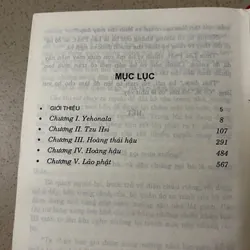 MỤC LỤC
• GIỚI THIỆU 5
• Chương I. Yehonala 8
• Chương II. Tzu Hsi 107
• Chương III. Hoàng thái hậu 291
• Chương IV. Hoàng hậu 484
• Chương V. Lão phật 567